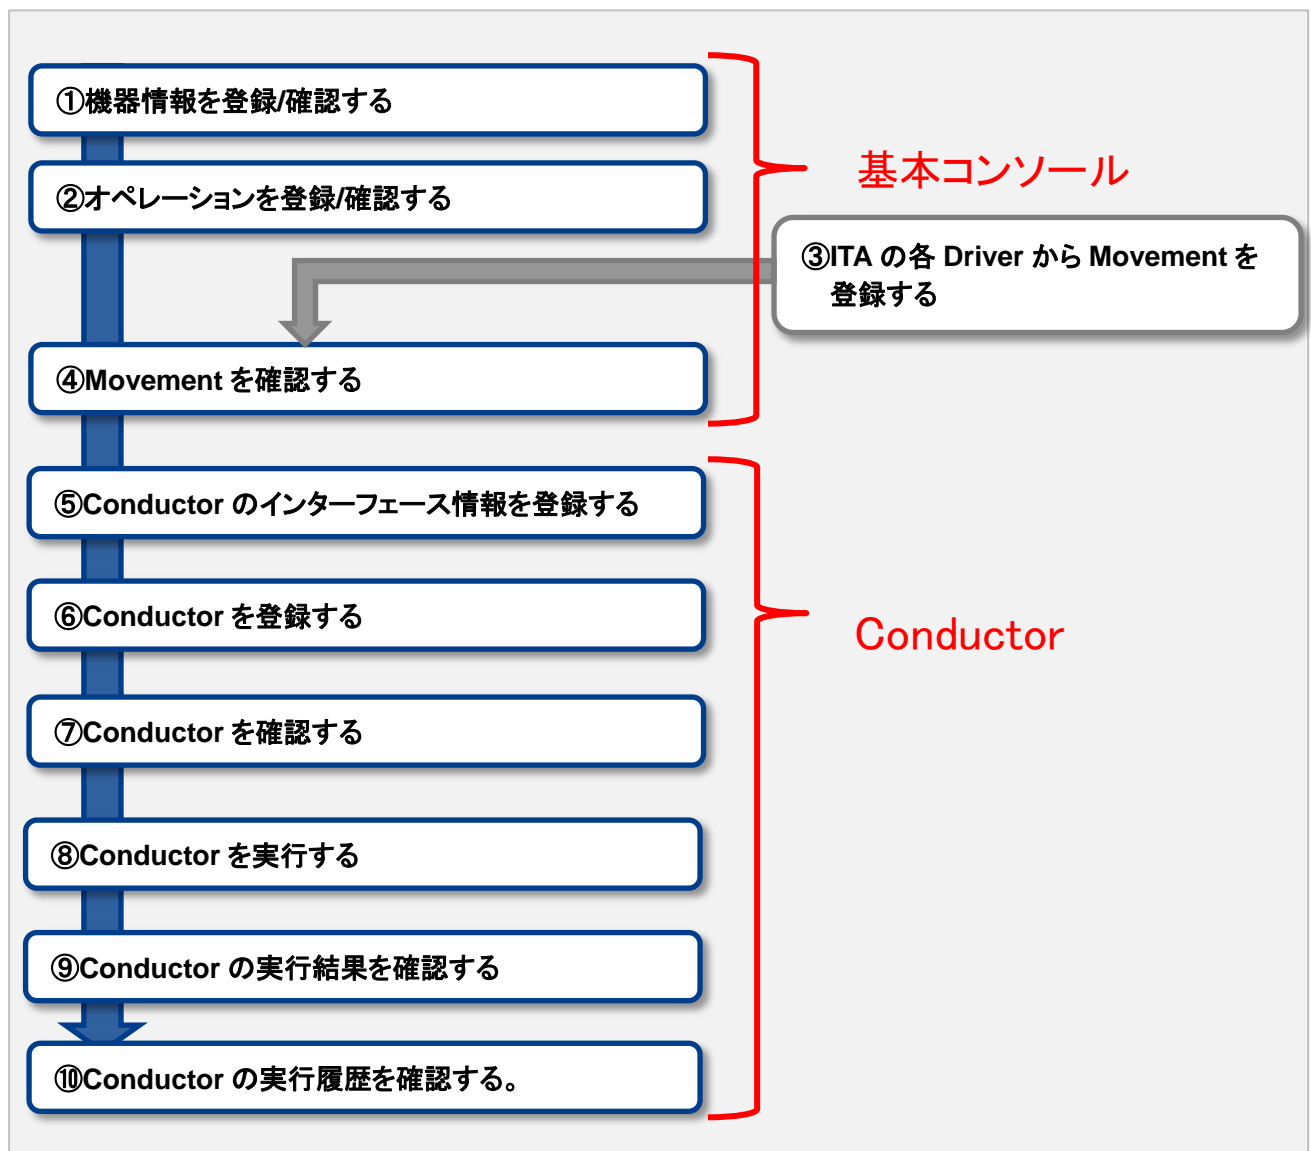 ①機器情報を登録/確認する
②オペレーションを登録/確認する
基本コンソール
③ITA の各 Driver から Movement を
登録する
④Movement を確認する
⑤Conductor のインターフェース情報を登録する
⑥Conductor を登録する
Conductor
⑦Conductor を確認する
⑧Conductor を実行する
⑨Conductor の実行結果を確認する
⑩Conductor の実行履歴を確認する。